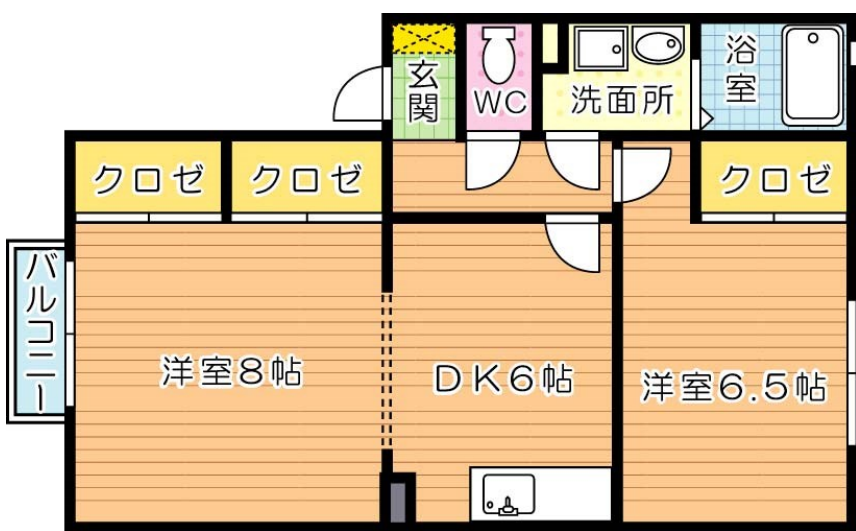 玄関
WC
洗面所
浴室
クロゼ
クロゼ
クロゼ
バルコニー
洋室8帖
DK6帖
洋室6.5帖